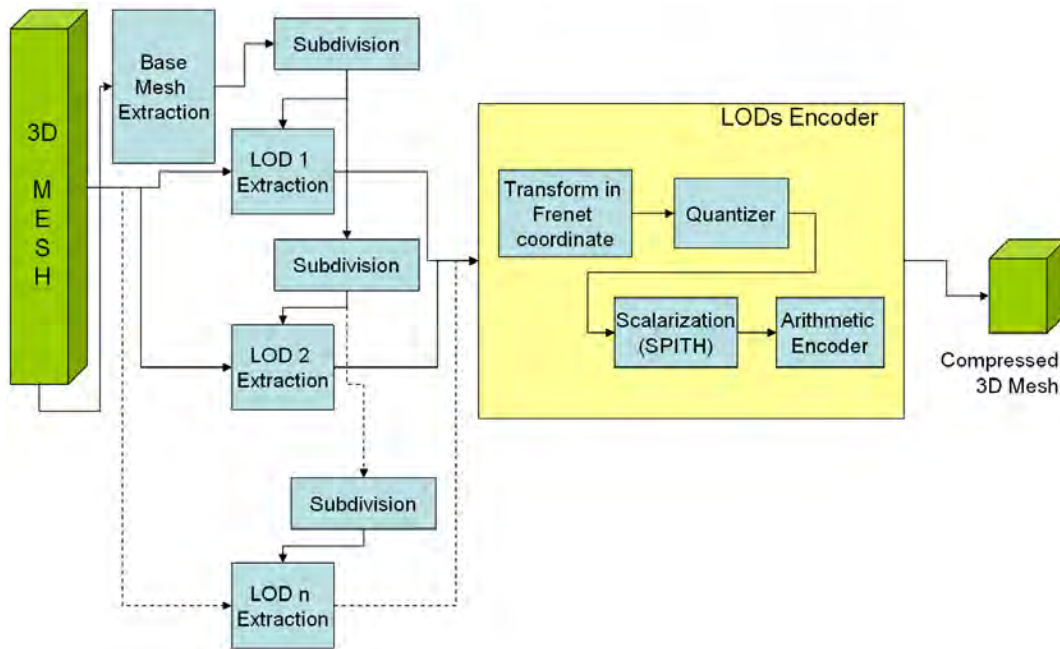 3D
M
E
S
H
Base
Mesh
Extraction
Subdivision
LOD 1
Extraction
Subdivision
LOD 2
Extraction
Subdivision
LOD n
Extraction
LODs Encoder
Transform in
Frenet
coordinate
Quantizer
Scalarization
(SPITH)
Arithmetic
Encoder
Compressed
3D Mesh